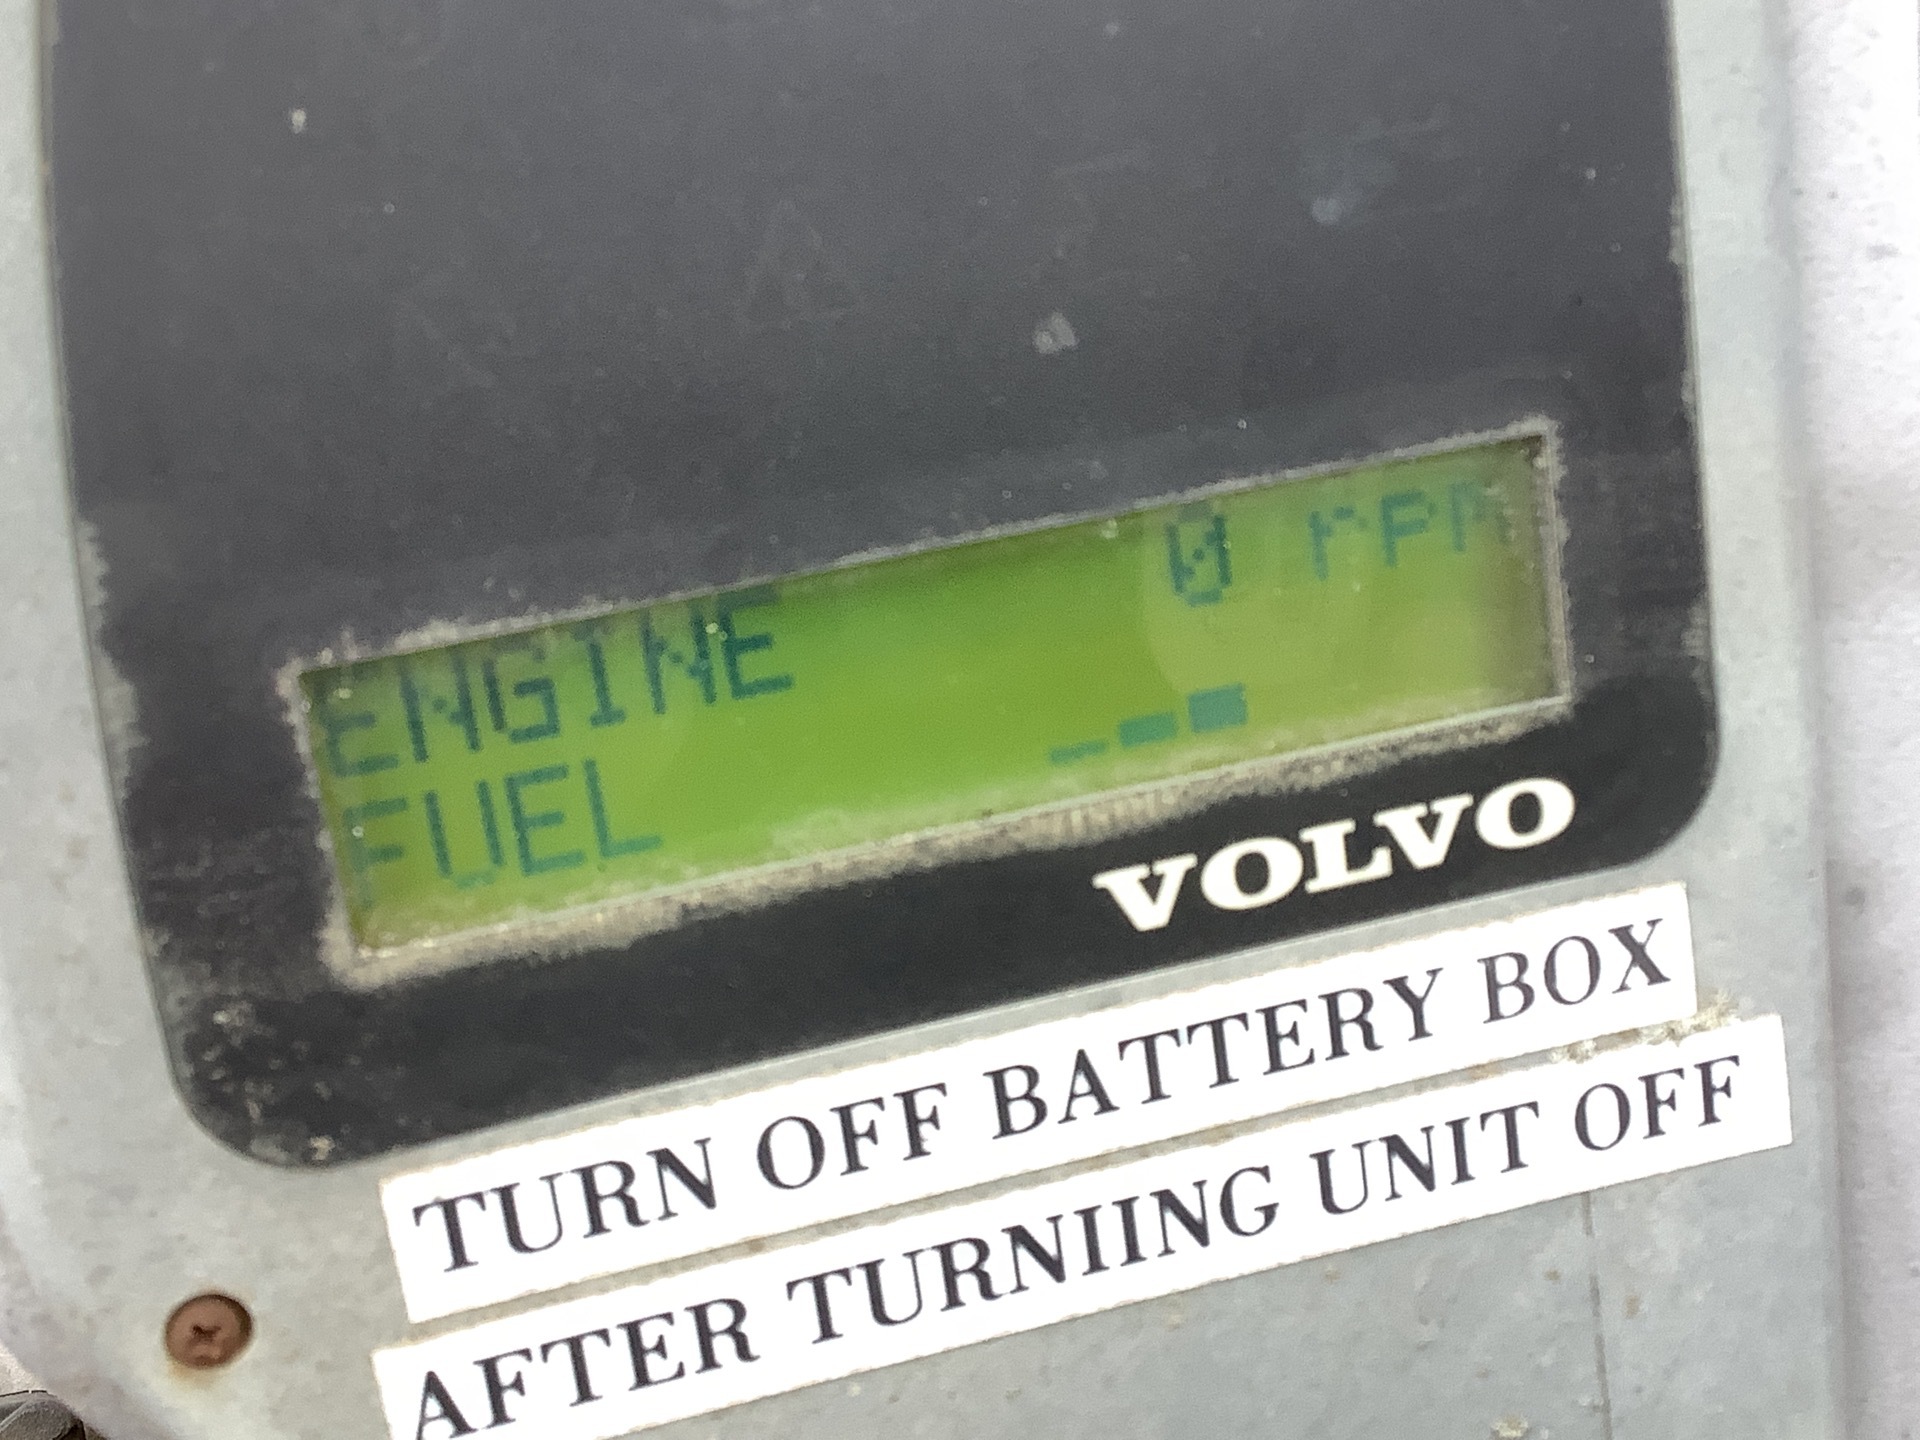 ENGINE 0 rpm
FUEL
VOLVO
TURN OFF BATTERY BOX
AFTER TURNIING UNIT OFF